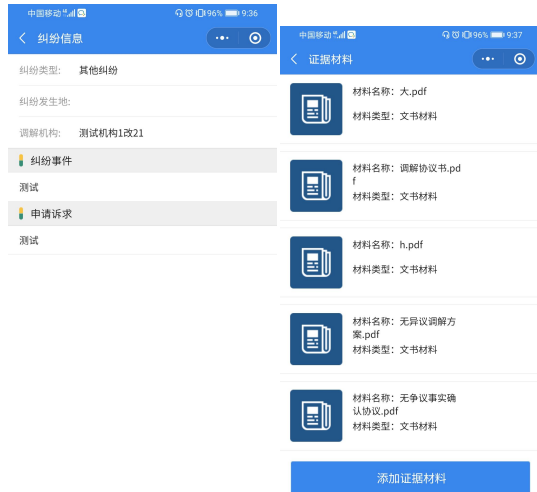 中国移动 46 96% 9:36
纠纷信息
纠纷类型: 其他纠纷
纠纷发生地:
调解机构: 测试机构1改21
纠纷事件
测试
申请诉求
测试
中国移动 46 96% 9:37
证据材料
材料名称: 大.pdf
材料类型: 文书材料
材料名称: 调解协议书.pd
f
材料类型: 文书材料
材料名称: h.pdf
材料类型: 文书材料
材料名称: 无异议调解方
案.pdf
材料类型: 文书材料
材料名称: 无争议事实确
认协议.pdf
材料类型: 文书材料
添加证据材料